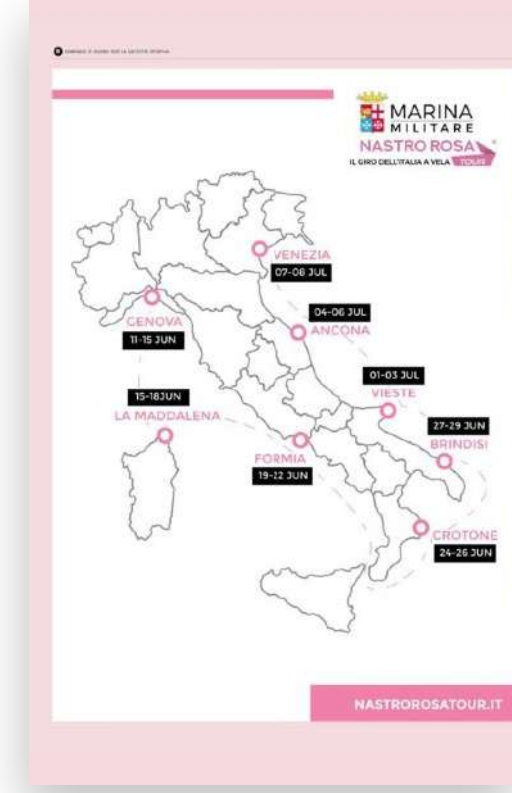 MARINA
MILITARE
NASTRO ROSA
IL GIRO DELL'ITALIA A VELA TOUR
VENEZIA
07-08 JUL
04-06 JUL
ANCONA
GENOVA
11-15 JUN
01-03 JUL
VIESTE
15-18JUN
LA MADDALENA
27-29 JUN
BRINDISI
FORMIA
19-22 JUN
CROTONE
24-26 JUN
NASTROROSATOUR.IT